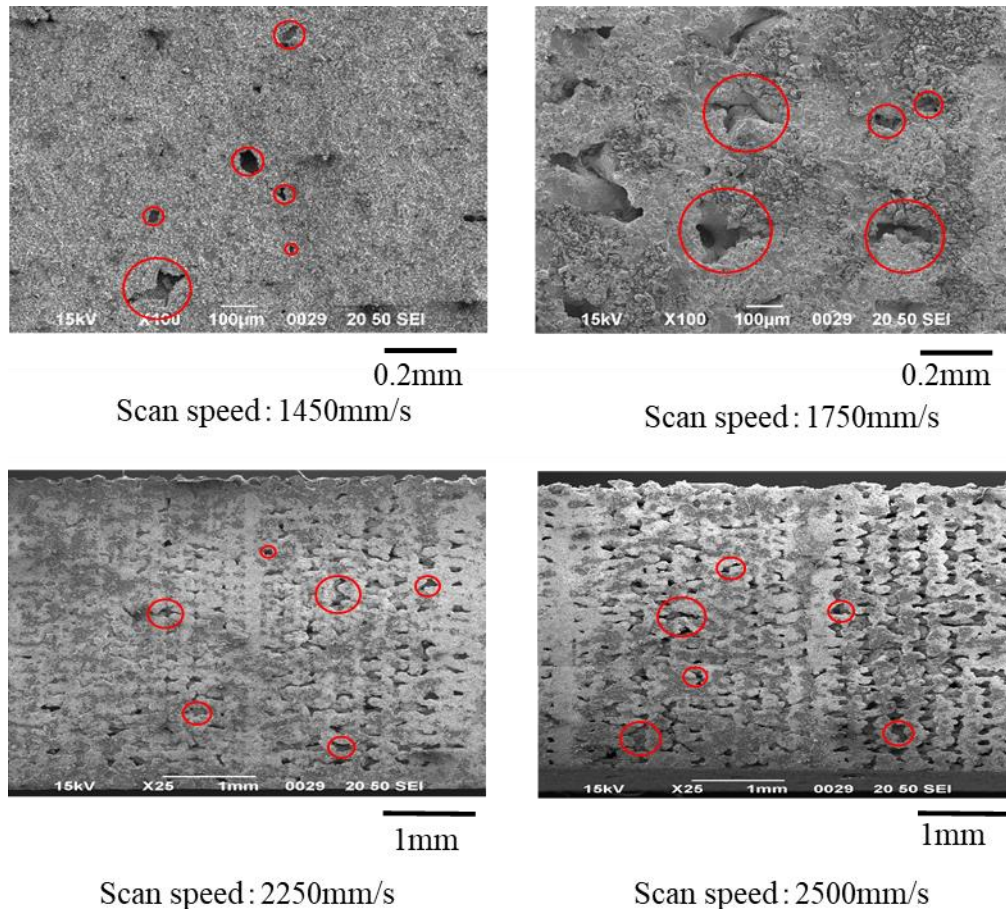 15kV X100 100μm 0029 20 50 SEI
15kV X100 100μm 0029 20 50 SEI
0.2mm
0.2mm
Scan speed: 1450mm/s
Scan speed: 1750mm/s
15kV X25 1mm 0029 20 50 SEI
15kV X25 1mm 0029 20 50 SEI
1mm
1mm
Scan speed: 2250mm/s
Scan speed: 2500mm/s